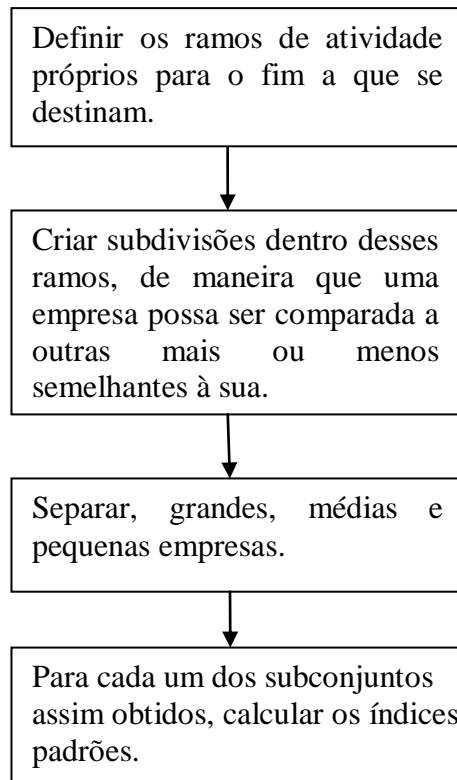 Definir os ramos de atividade
próprios para o fim a que se
destinam.
Criar subdivisões dentro desses
ramos, de maneira que uma
empresa possa ser comparada a
outras mais ou menos
semelhantes à sua.
Separar, grandes, médias e
pequenas empresas.
Para cada um dos subconjuntos
assim obtidos, calcular os índices
padrões.